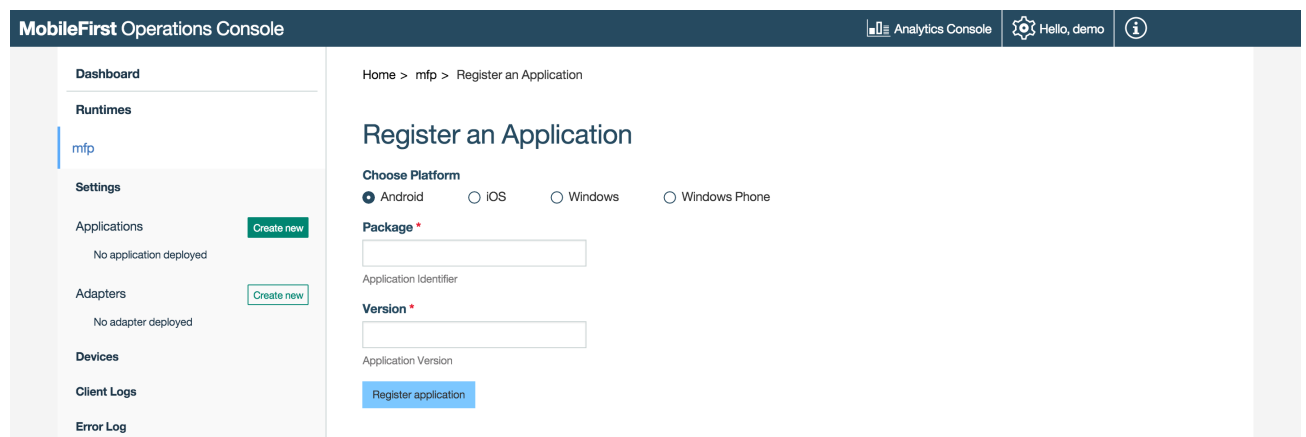 MobileFirst Operations Console
Analytics Console
Hello, demo
Dashboard
Runtimes
mfp
Settings
Applications Create new
No application deployed
Adapters Create new
No adapter deployed
Devices
Client Logs
Error Log
Home > mfp > Register an Application
Register an Application
Choose Platform
Android iOS Windows Windows Phone
Package *
Application Identifier
Version *
Application Version
Register application